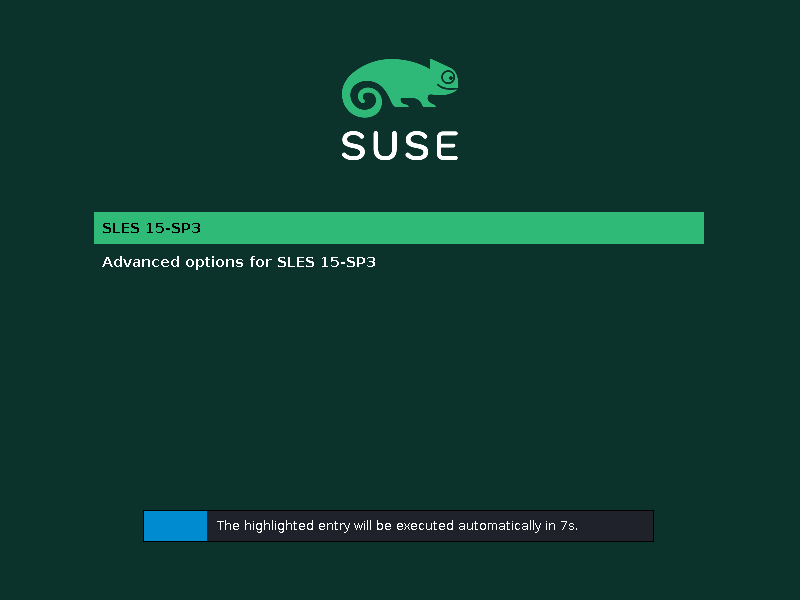 SUSE
SLES 15-SP3
Advanced options for SLES 15-SP3
The highlighted entry will be executed automatically in 7s.